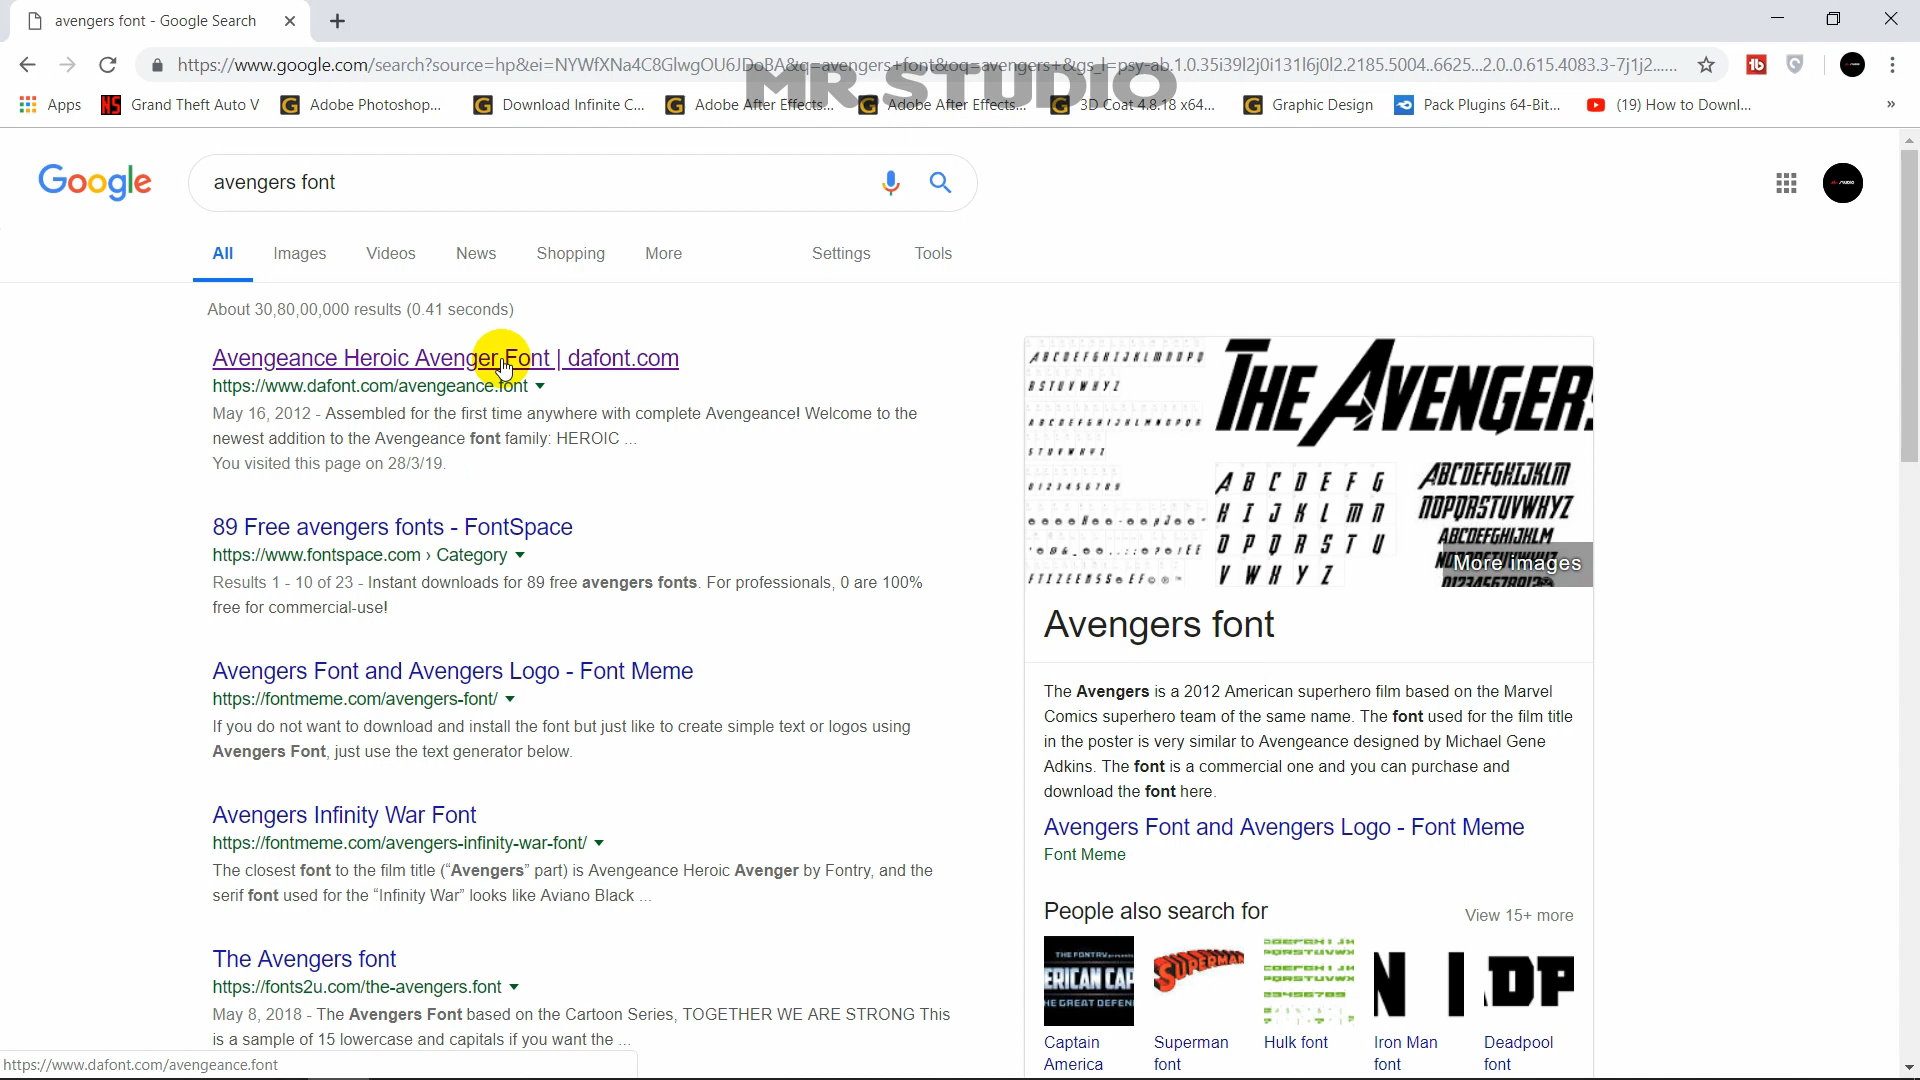 avengers font - Google Search
https://www.google.com/search?source=hp&ei=NYWfXNa4C8GlwgOU6JDoBA&q=avengers+font&oq=avengers+&gs_l=psy-ab.1.0.35i39l2j0i131l6j0l2.2185.5004..6625...2.0..0.615.4083.3-7j1j2......
MR.STUDIO
Apps
Grand Theft Auto V
Adobe Photoshop...
Download Infinite C...
Adobe After Effects...
Adobe After Effects...
3D Coat 4.8.18 x64...
Graphic Design
Pack Plugins 64-Bit...
(19) How to Downl...
Google
avengers font
All Images Videos News Shopping More Settings Tools
About 30,80,00,000 results (0.41 seconds)
Avengeance Heroic Avenger Font | dafont.com
https://www.dafont.com/avengeance.font
May 16, 2012 - Assembled for the first time anywhere with complete Avengeance! Welcome to the
newest addition to the Avengeance font family: HEROIC ...
You visited this page on 28/3/19.
89 Free avengers fonts - FontSpace
https://www.fontspace.com › Category
Results 1 - 10 of 23 - Instant downloads for 89 free avengers fonts. For professionals, 0 are 100%
free for commercial-use!
Avengers Font and Avengers Logo - Font Meme
https://fontmeme.com/avengers-font/
If you do not want to download and install the font but just like to create simple text or logos using
Avengers Font, just use the text generator below.
Avengers Infinity War Font
https://fontmeme.com/avengers-infinity-war-font/
The closest font to the film title (“Avengers” part) is Avengeance Heroic Avenger by Fontry, and the
serif font used for the “Infinity War” looks like Aviano Black ...
The Avengers font
https://fonts2u.com/the-avengers.font
May 8, 2018 - The Avengers Font based on the Cartoon Series, TOGETHER WE ARE STRONG This
is a sample of 15 lowercase and capitals if you want the ...
https://www.dafont.com/avengeance.font
THE AVENGERS
A B C D E F G
H I J K L M N
O P Q R S T U
V W X Y Z
ABCDEFGHIJKLM
NOPQRSTUVWXYZ
ABCDEFGHIJKLM
More images
Avengers font
The Avengers is a 2012 American superhero film based on the Marvel
Comics superhero team of the same name. The font used for the film title
in the poster is very similar to Avengeance designed by Michael Gene
Adkins. The font is a commercial one and you can purchase and
download the font here.
Avengers Font and Avengers Logo - Font Meme
Font Meme
People also search for
View 15+ more
THE FONTRY presents
ERICAN CAP
HE GREAT DEFEN
SUPERMAN
N I
DP
Captain
America
Superman
font
Hulk font
Iron Man
font
Deadpool
font